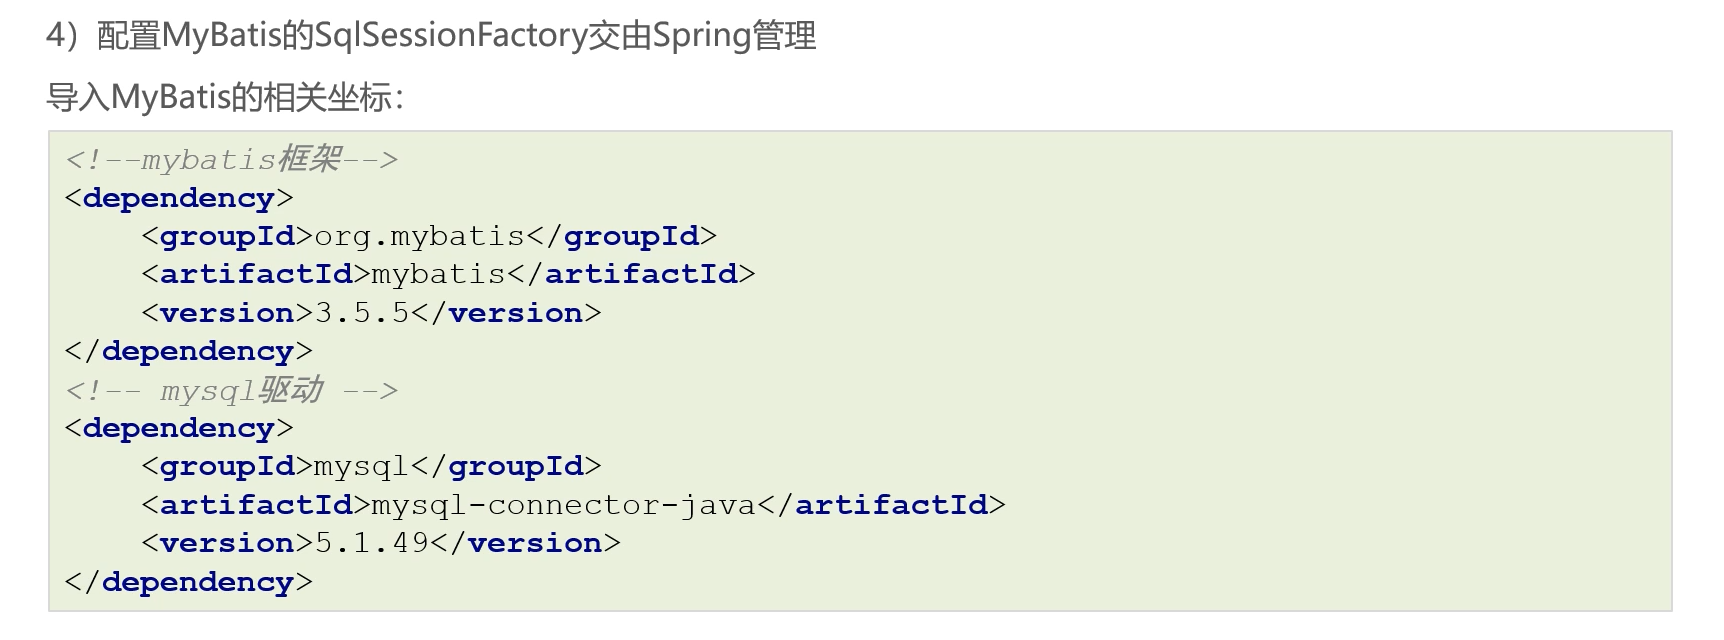 4）配置MyBatis的SqlSessionFactory交由Spring管理
导入MyBatis的相关坐标：
<!--mybatis框架-->
<dependency>
    <groupId>org.mybatis</groupId>
    <artifactId>mybatis</artifactId>
    <version>3.5.5</version>
</dependency>
<!-- mysql驱动 -->
<dependency>
    <groupId>mysql</groupId>
    <artifactId>mysql-connector-java</artifactId>
    <version>5.1.49</version>
</dependency>